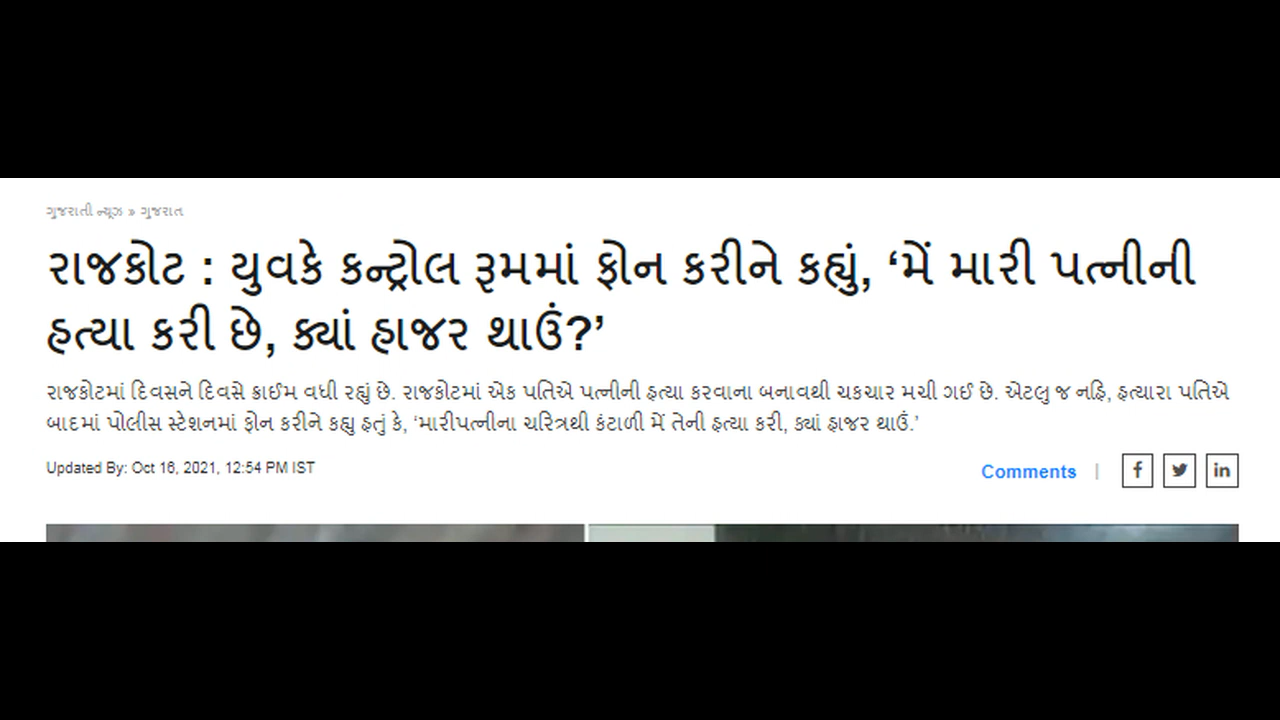 ગુજરાતી ન્યૂઝ » ગુજરાત
રાજકોટ : યુવકે કન્ટ્રોલ રૂમમાં ફોન કરીને કહ્યું, ‘મેં મારી પત્નીની
હત્યા કરી છે, ક્યાં હાજર થાઉં?’
રાજકોટમાં દિવસને દિવસે ક્રાઈમ વધી રહ્યું છે. રાજકોટમાં એક પતિએ પત્નીની હત્યા કરવાના બનાવથી ચકચાર મચી ગઈ છે. એટલુ જ નહિ, હત્યારા પતિએ
બાદમાં પોલીસ સ્ટેશનમાં ફોન કરીને કહ્યુ હતું કે, ‘મારીપત્નીના ચરિત્રથી કંટાળી મેં તેની હત્યા કરી, ક્યાં હાજર થાઉં.’
Updated By: Oct 16, 2021, 12:54 PM IST
Comments |